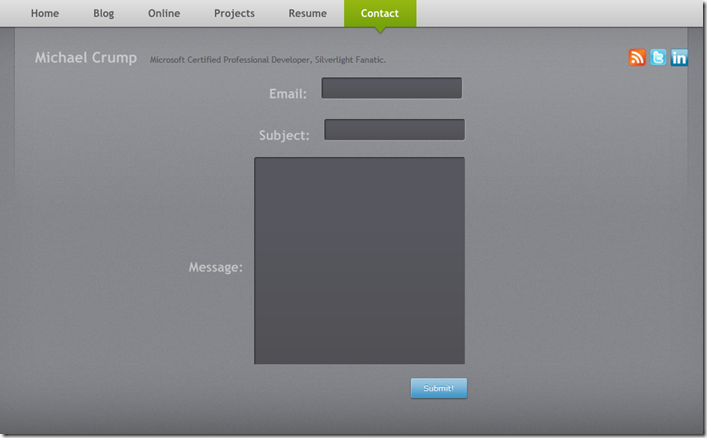 Home Blog Online Projects Resume Contact
Michael Crump Microsoft Certified Professional Developer, Silverlight Fanatic.
Email:
Subject:
Message:
Submit!